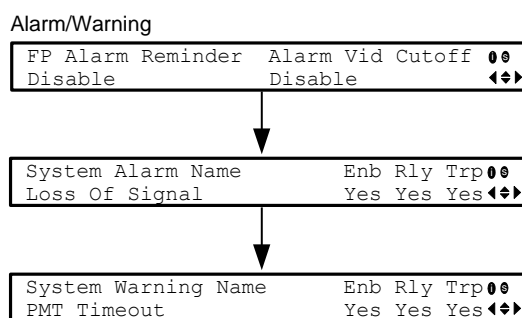 Alarm/Warning
FP Alarm Reminder Alarm Vid Cutoff
Disable Disable
System Alarm Name Enb Rly Trp
Loss Of Signal Yes Yes Yes
System Warning Name Enb Rly Trp
PMT Timeout Yes Yes Yes